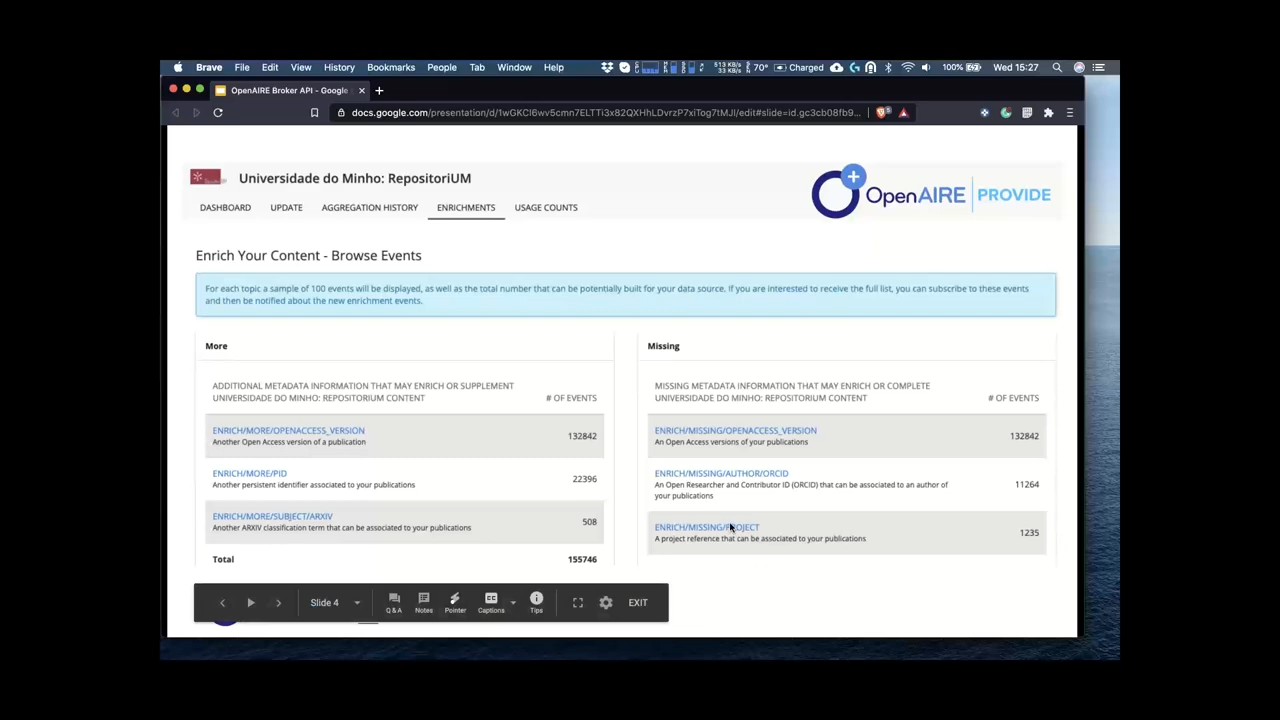 Brave File Edit View History Bookmarks People Tab Window Help 513 KB/s 33 KB/s 70° Charged 100% Wed 15:27
OpenAIRE Broker API - Google
docs.google.com/presentation/d/1wGKCI6wv5cmn7ELTTi3x82QXHhLDvrzP7xiTog7tMJI/edit#slide=id.gc3cb08fb9...
Universidade do Minho: RepositoriUM
OpenAIRE PROVIDE
DASHBOARD UPDATE AGGREGATION HISTORY ENRICHMENTS USAGE COUNTS
Enrich Your Content - Browse Events
For each topic a sample of 100 events will be displayed, as well as the total number that can be potentially built for your data source. If you are interested to receive the full list, you can subscribe to these events
and then be notified about the new enrichment events.
More
ADDITIONAL METADATA INFORMATION THAT MAY ENRICH OR SUPPLEMENT
UNIVERSIDADE DO MINHO: REPOSITORIUM CONTENT # OF EVENTS
ENRICH/MORE/OPENACCESS_VERSION
Another Open Access version of a publication 132842
ENRICH/MORE/PID
Another persistent identifier associated to your publications 22396
ENRICH/MORE/SUBJECT/ARXIV
Another ARXIV classification term that can be associated to your publications 508
Total 155746
Missing
MISSING METADATA INFORMATION THAT MAY ENRICH OR COMPLETE
UNIVERSIDADE DO MINHO: REPOSITORIUM CONTENT # OF EVENTS
ENRICH/MISSING/OPENACCESS_VERSION
An Open Access versions of your publications 132842
ENRICH/MISSING/AUTHOR/ORCID
An Open Researcher and Contributor ID (ORCID) that can be associated to an author of
your publications 11264
ENRICH/MISSING/PROJECT
A project reference that can be associated to your publications 1235
Slide 4 Q & A Notes Pointer Captions Tips EXIT